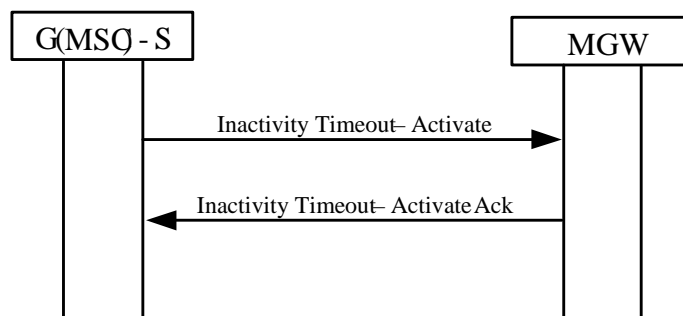 G(MSC) - S
MGW
Inactivity Timeout– Activate
Inactivity Timeout– Activate Ack